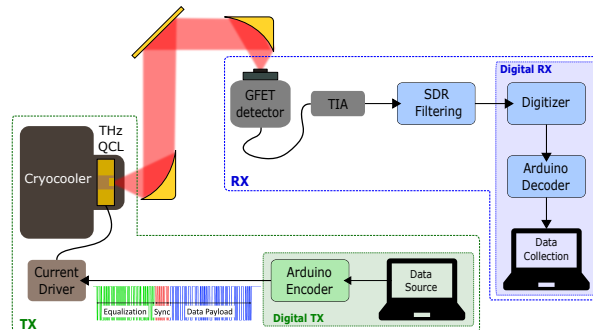 THz
QCL
Cryocooler
Current
Driver
TX
Equalization
Sync
Data Payload
Arduino
Encoder
Data
Source
Digital TX
GFET
detector
TIA
SDR
Filtering
RX
Digital RX
Digitizer
Arduino
Decoder
Data
Collection